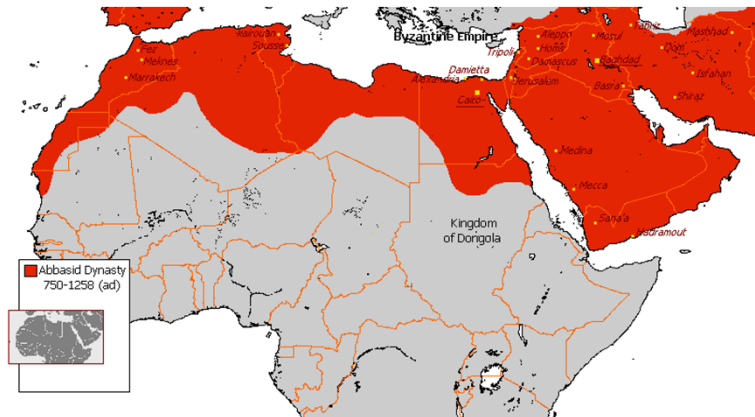 Tabriz
Kairouan
Sousse
Fez
Meknes
Marrakech
Byzantine Empire
Aleppo
Mosul
Mashhad
Tripoli
Homs
Qom
Damascus
Baghdad
Damietta
Alexandria
Jerusalem
Isfahan
Basra
Cairo
Shiraz
Medina
Mecca
Sana'a
Hadramout
Kingdom
of Dongola
Abbasid Dynasty
750-1258 (ad)